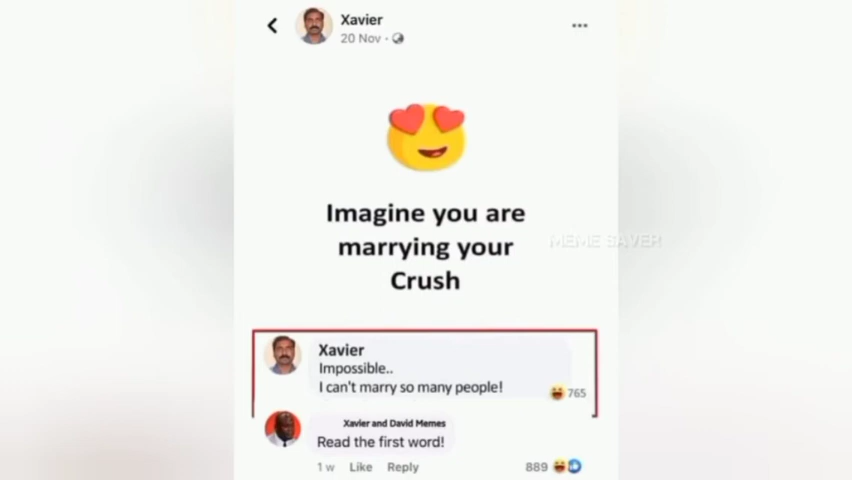 Xavier
20 Nov ·
Imagine you are
marrying your
Crush
MEME SAVER
Xavier
Impossible..
I can't marry so many people!
765
Xavier and David Memes
Read the first word!
1 w Like Reply 889